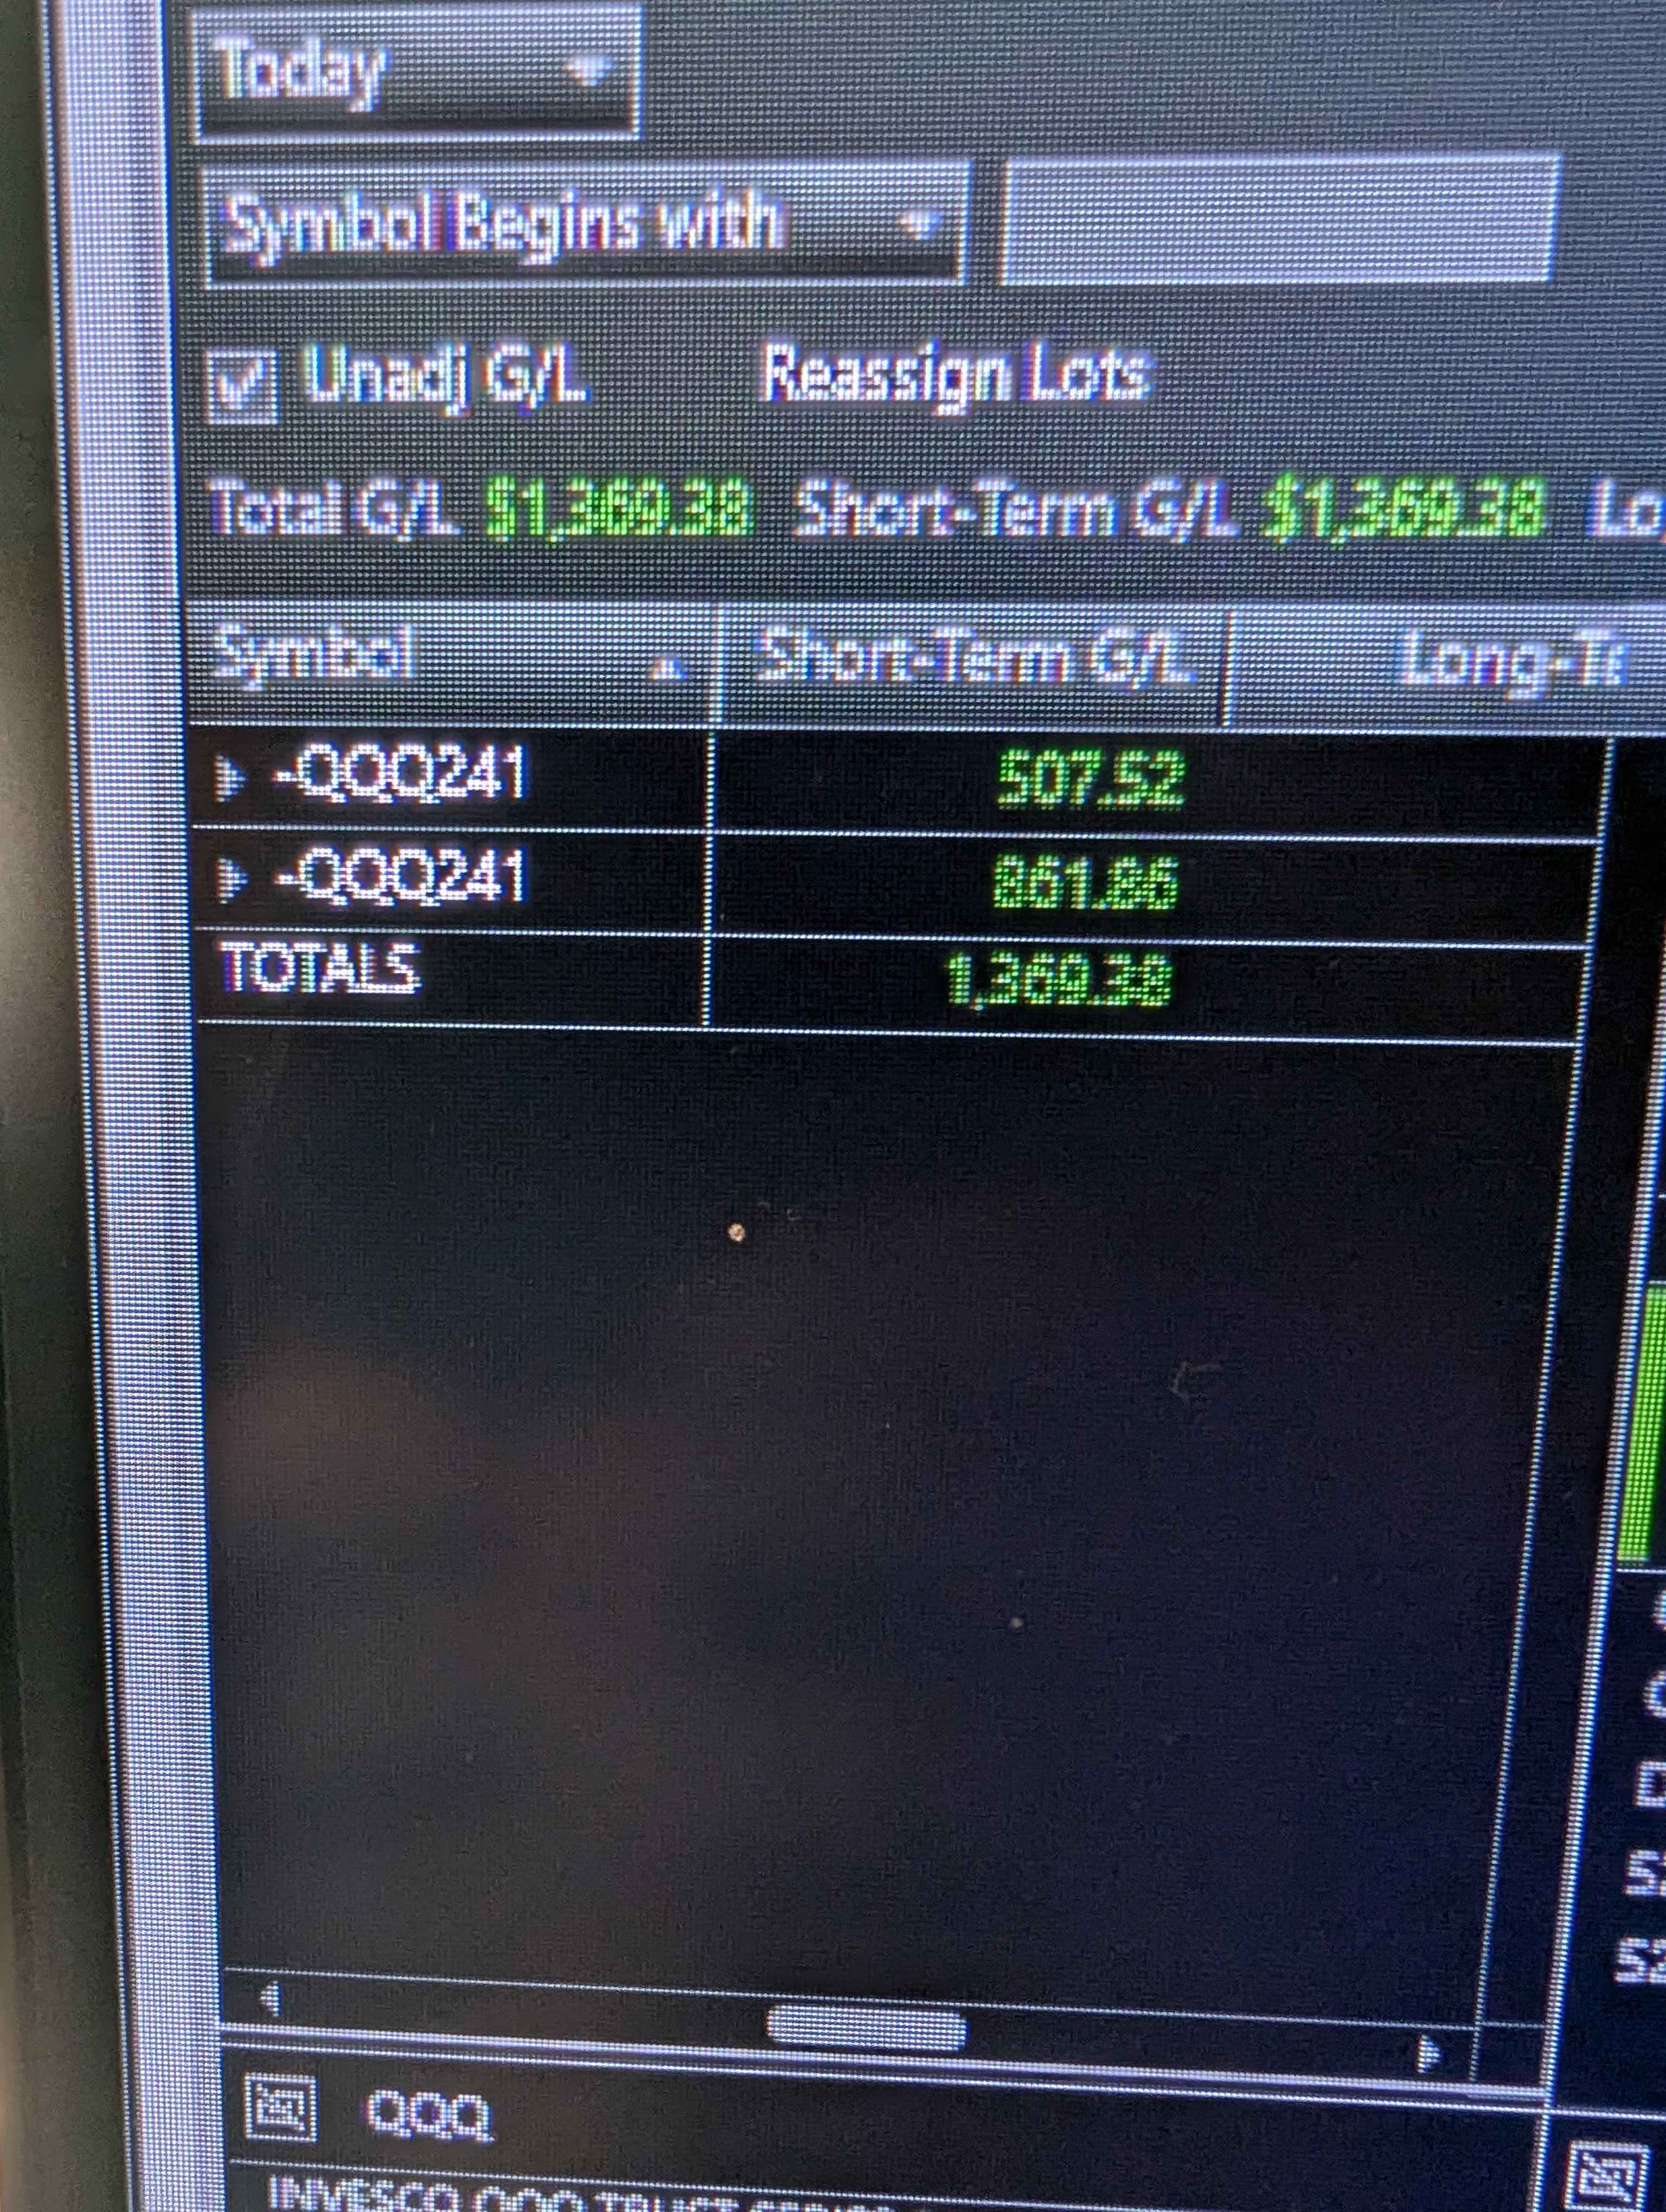 Today
Symbol Begins with
Unadj G/L Reassign Lots
Total G/L $1,369.38 Short-Term G/L $1,369.38 Lo
Symbol Short-Term G/L Long-Te
-QQQ241 507.52
-QQQ241 861.86
TOTALS 1,369.38
QQQ
INVESCO QQQ TRUST